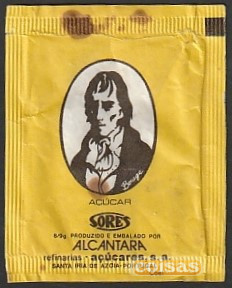 Bocage
AÇÚCAR
SORES
8/9g. PRODUZIDO E EMBALADO POR
ALCANTARA
refinarias - açúcares, s.a.
SANTA IRIA DE AZOIA
coisas